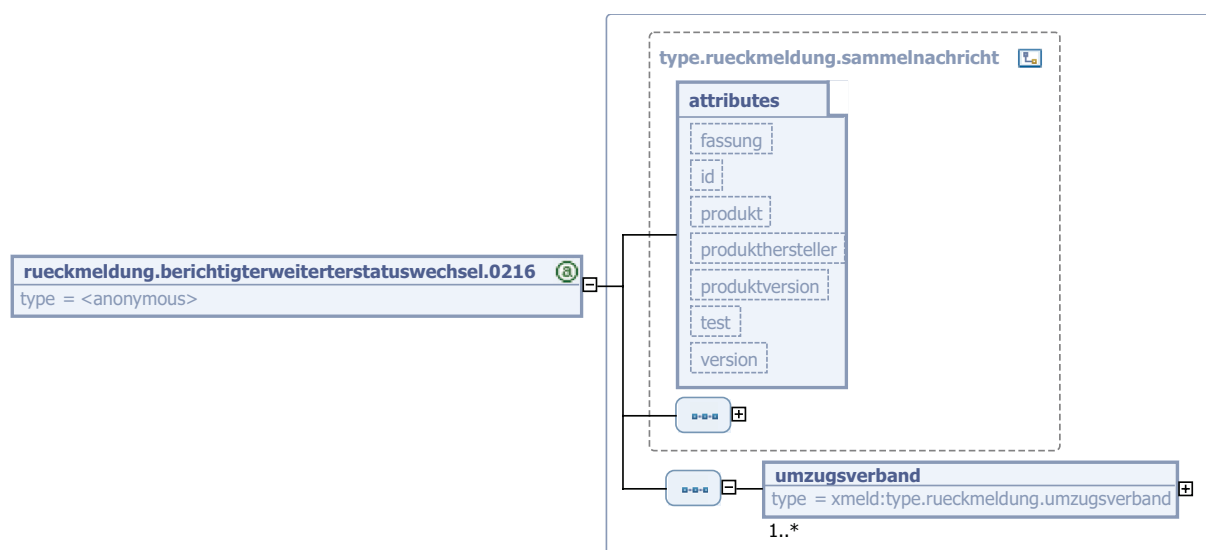 type.rueckmeldung.sammelnachricht
attributes
fassung
id
produkt
produkthersteller
produktversion
test
version
rueckmeldung.berichtigterweiterterstatuswechsel.0216
type = <anonymous>
umzugsverband
type = xmeld:type.rueckmeldung.umzugsverband
1..*